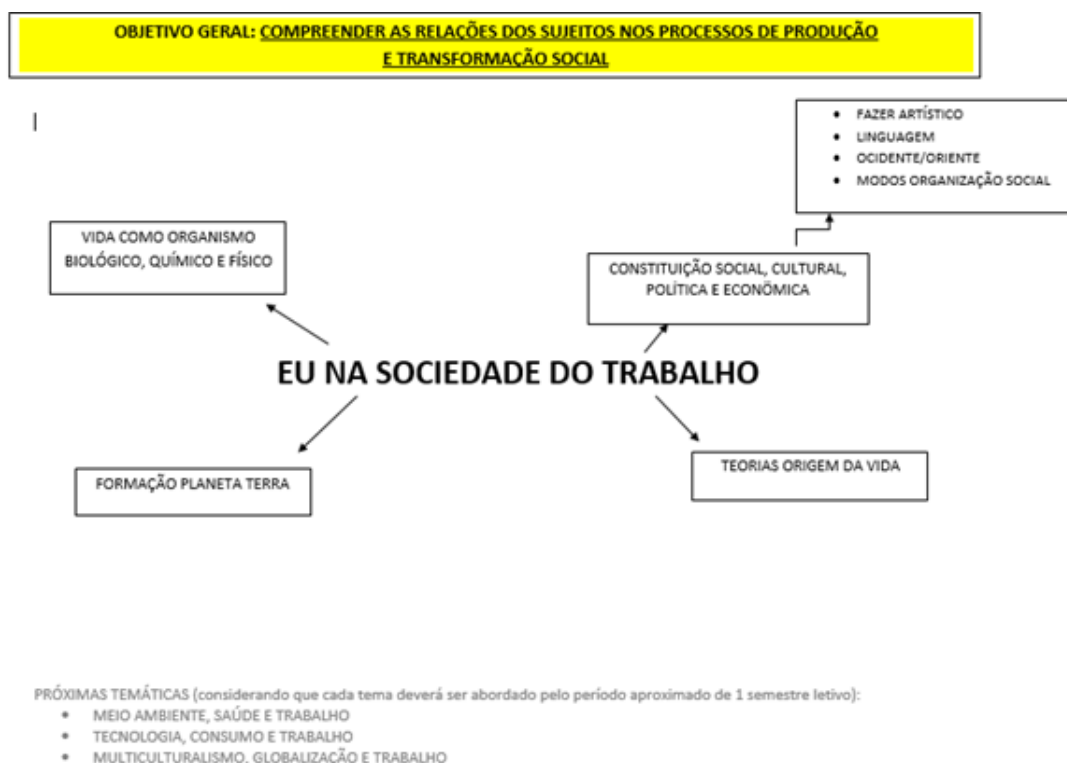 OBJETIVO GERAL: COMPREENDER AS RELAÇÕES DOS SUJEITOS NOS PROCESSOS DE PRODUÇÃO
E TRANSFORMAÇÃO SOCIAL
• FAZER ARTÍSTICO
• LINGUAGEM
• OCIDENTE/ORIENTE
• MODOS ORGANIZAÇÃO SOCIAL
VIDA COMO ORGANISMO
BIOLÓGICO, QUÍMICO E FÍSICO
CONSTITUIÇÃO SOCIAL, CULTURAL,
POLÍTICA E ECONÔMICA
EU NA SOCIEDADE DO TRABALHO
FORMAÇÃO PLANETA TERRA
TEORIAS ORIGEM DA VIDA
PRÓXIMAS TEMÁTICAS (considerando que cada tema deverá ser abordado pelo período aproximado de 1 semestre letivo):
• MEIO AMBIENTE, SAÚDE E TRABALHO
• TECNOLOGIA, CONSUMO E TRABALHO
• MULTICULTURALISMO, GLOBALIZAÇÃO E TRABALHO